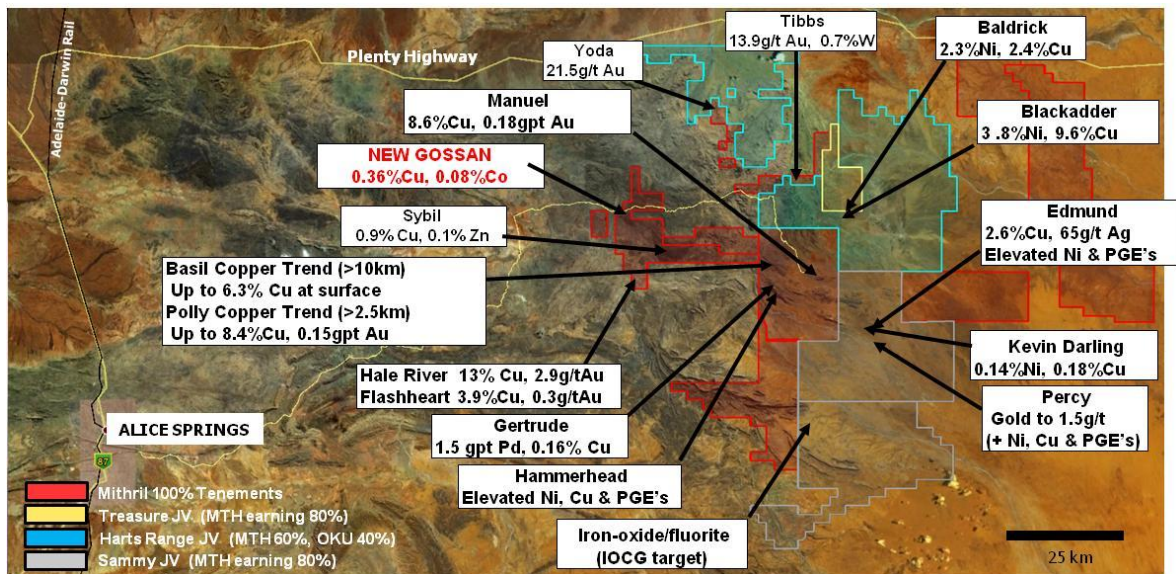 Adelaide-Darwin Rail
Plenty Highway
Yoda
21.5g/t Au
Tibbs
13.9g/t Au, 0.7%W
Baldrick
2.3%Ni, 2.4%Cu
Manuel
8.6%Cu, 0.18gpt Au
Blackadder
3 .8%Ni, 9.6%Cu
NEW GOSSAN
0.36%Cu, 0.08%Co
Edmund
2.6%Cu, 65g/t Ag
Elevated Ni & PGE's
Sybil
0.9% Cu, 0.1% Zn
Basil Copper Trend (>10km)
Up to 6.3% Cu at surface
Polly Copper Trend (>2.5km)
Up to 8.4%Cu, 0.15gpt Au
Kevin Darling
0.14%Ni, 0.18%Cu
Hale River 13% Cu, 2.9g/tAu
Flashheart 3.9%Cu, 0.3g/tAu
Percy
Gold to 1.5g/t
(+ Ni, Cu & PGE's)
Gertrude
1.5 gpt Pd, 0.16% Cu
ALICE SPRINGS
87
Hammerhead
Elevated Ni, Cu & PGE's
Iron-oxide/fluorite
(IOCG target)
Mithril 100% Tenements
Treasure JV (MTH earning 80%)
Harts Range JV (MTH 60%, OKU 40%)
Sammy JV (MTH earning 80%)
25 km